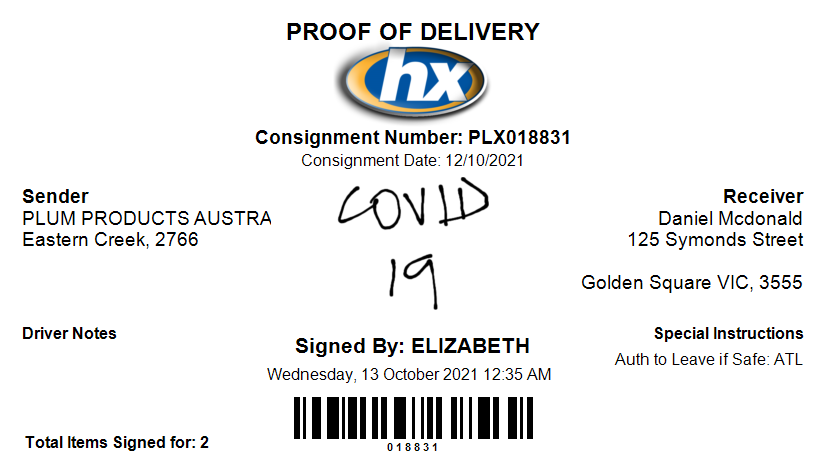 PROOF OF DELIVERY
hx
Consignment Number: PLX018831
Consignment Date: 12/10/2021
Sender
PLUM PRODUCTS AUSTRA
Eastern Creek, 2766
COVID
19
Receiver
Daniel Mcdonald
125 Symonds Street
Golden Square VIC, 3555
Driver Notes
Signed By: ELIZABETH
Wednesday, 13 October 2021 12:35 AM
Special Instructions
Auth to Leave if Safe: ATL
018831
Total Items Signed for: 2